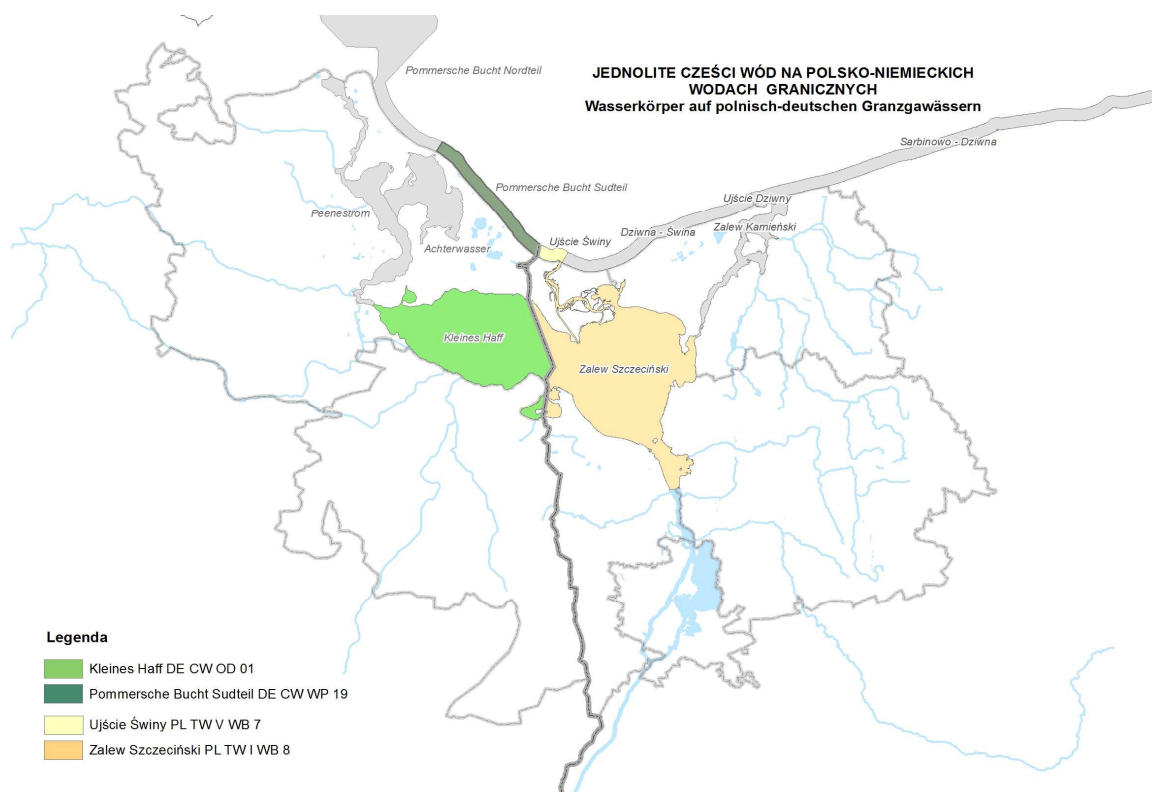 JEDNOLITE CZEŚCI WÓD NA POLSKO-NIEMIECKICH
WODACH GRANICZNYCH
Wasserkörper auf polnisch-deutschen Granzgawässern
Pommersche Bucht Nordteil
Sarbinowo - Dziwna
Pommersche Bucht Sudteil
Ujście Dziwny
Peenestrom
Dziwna - Świna
Zalew Kamieński
Achterwasser
Ujście Świny
Kleines Haff
Zalew Szczeciński
Legenda
Kleines Haff DE CW OD 01
Pommersche Bucht Sudteil DE CW WP 19
Ujście Świny PL TW V WB 7
Zalew Szczeciński PL TW I WB 8